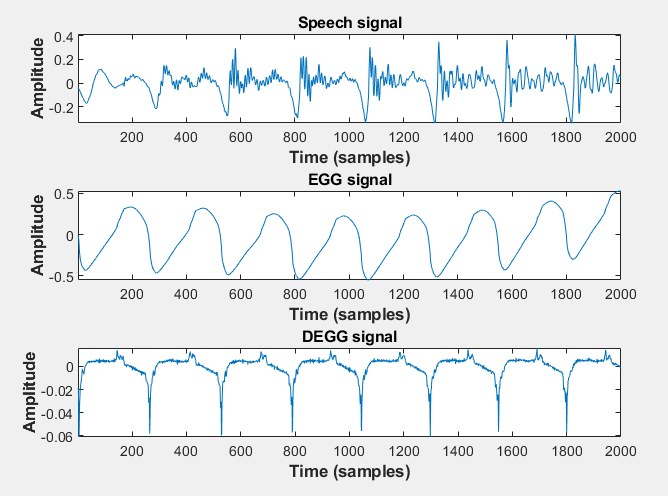 Speech signal
Amplitude
0.4
0.2
0
-0.2
200 400 600 800 1000 1200 1400 1600 1800 2000
Time (samples)
EGG signal
Amplitude
0.5
0
-0.5
200 400 600 800 1000 1200 1400 1600 1800 2000
Time (samples)
DEGG signal
Amplitude
0
-0.02
-0.04
-0.06
200 400 600 800 1000 1200 1400 1600 1800 2000
Time (samples)